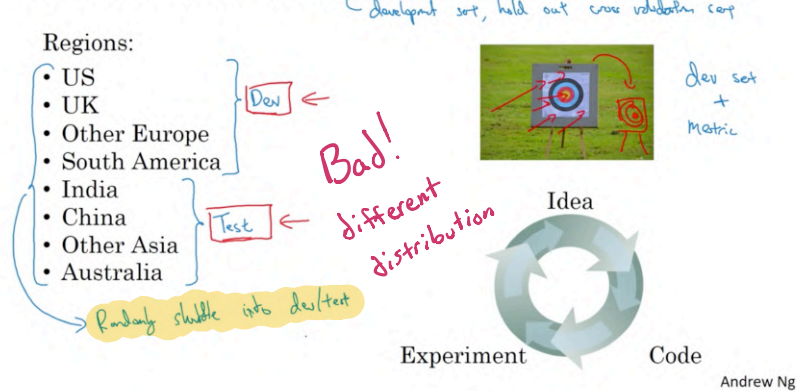 development set, hold out cross validation
Regions:
• US
• UK
• Other Europe
• South America
• India
• China
• Other Asia
• Australia
Dev
Test
Bad!
different
distribution
Randomly shuffle into dev/test
dev set
+
metric
Idea
Experiment
Code
Andrew Ng